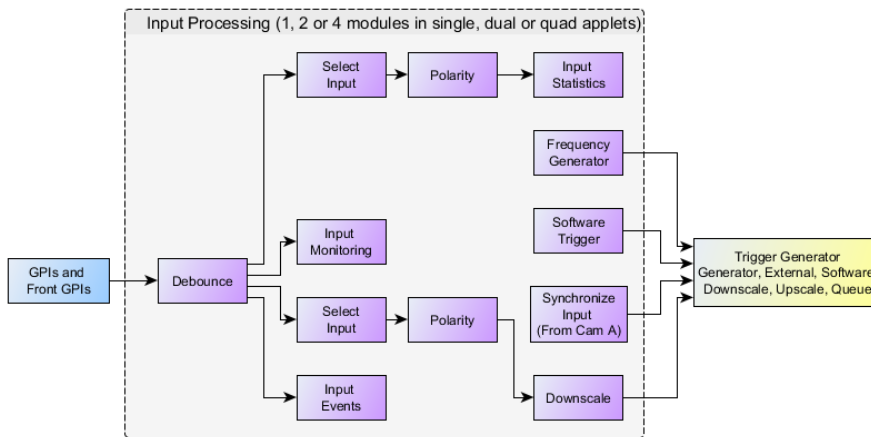 Input Processing (1, 2 or 4 modules in single, dual or quad applets)
Select
Input
Polarity
Input
Statistics
Frequency
Generator
Input
Monitoring
Software
Trigger
GPIs and
Front GPIs
Debounce
Trigger Generator
Generator, External, Software
Downscale, Upscale, Queue
Select
Input
Polarity
Synchronize
Input
(From Cam A)
Input
Events
Downscale